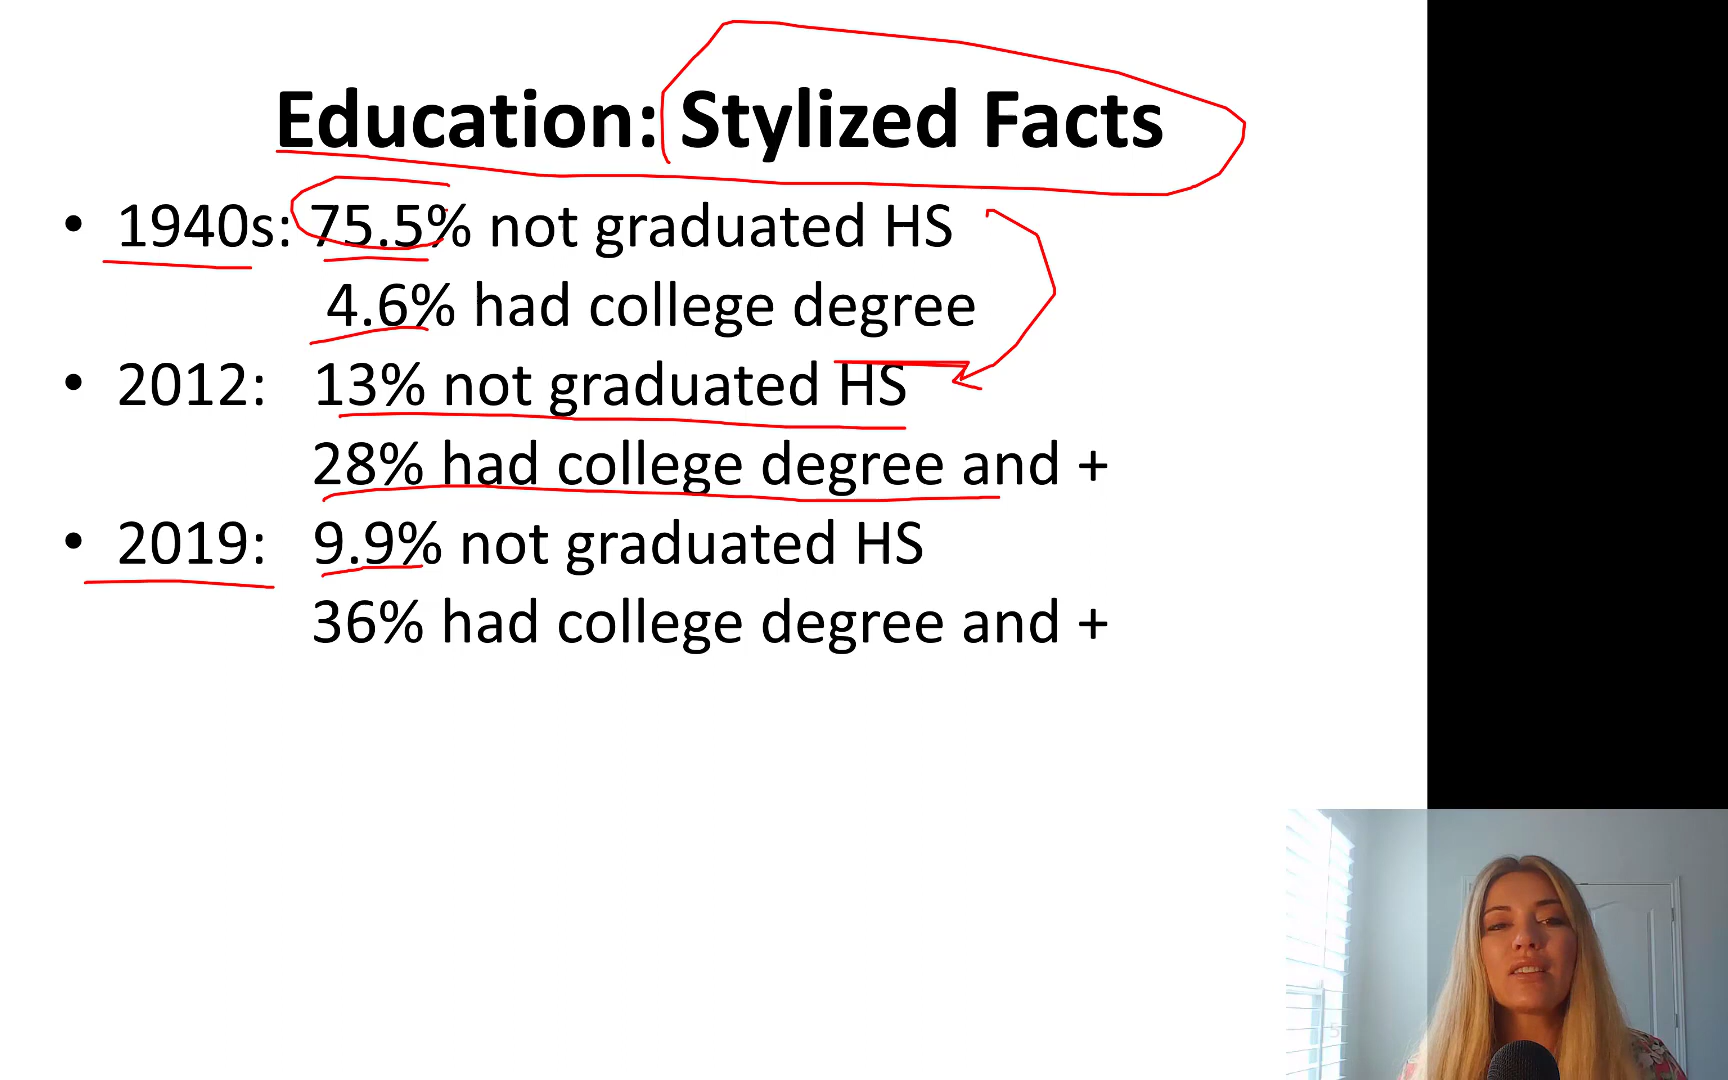 Education: Stylized Facts
• 1940s: 75.5% not graduated HS
4.6% had college degree
• 2012: 13% not graduated HS
28% had college degree and +
• 2019: 9.9% not graduated HS
36% had college degree and +
5